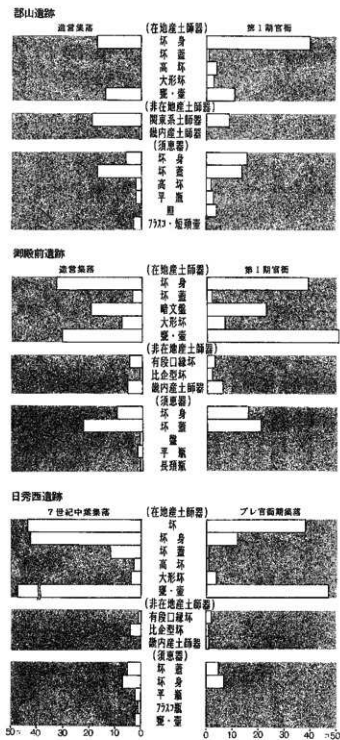 郡山遺跡
造営集落 (在地産土師器) 第1期官衙
坏身
坏蓋
高坏
大形坏
甕・壷
(非在地産土師器)
関東系土師器
畿内産土師器
(須恵器)
坏身
坏蓋
高坏
平瓶
𤭯
フラスコ・短頚壷
御殿前遺跡
造営集落 (在地産土師器) 第1期官衙
坏身
坏蓋
暗文盤
大形坏
甕・壷
(非在地産土師器)
有段口縁坏
比企型坏
畿内産土師器
(須恵器)
坏身
坏蓋
盤
平瓶
長頚瓶
日秀西遺跡
7世紀中葉集落 (在地産土師器) プレ官衙期集落
坏
坏身
坏蓋
高坏
大形坏
甕・壷
(非在地産土師器)
有段口縁坏
比企型坏
畿内産土師器
(須恵器)
坏蓋
坏身
平瓶
フラスコ瓶
甕・壷
50% 40 30 20 10 0 0 10 20 30 40 %50